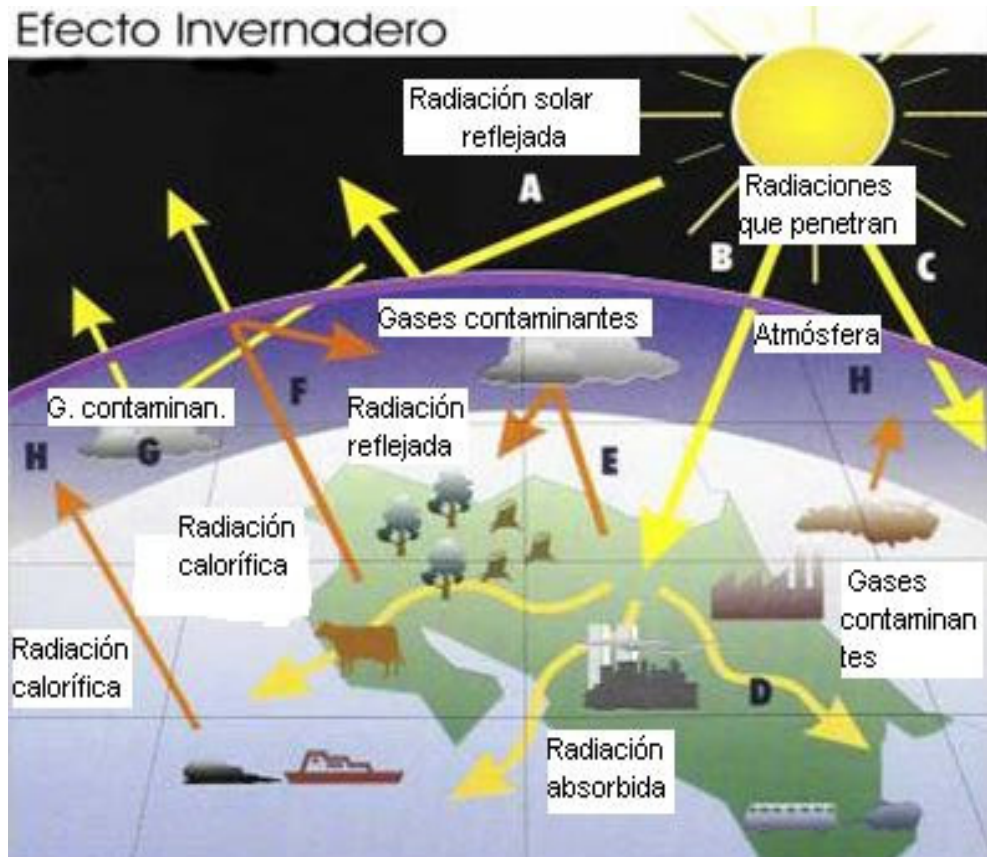 Efecto Invernadero
Radiación solar
reflejada
A
Radiaciones
que penetran
B
C
Gases contaminantes
Atmósfera
F
H
G. contaminan.
Radiación
reflejada
H
G
E
Radiación
calorífica
Gases
contaminan
tes
Radiación
calorífica
D
Radiación
absorbida